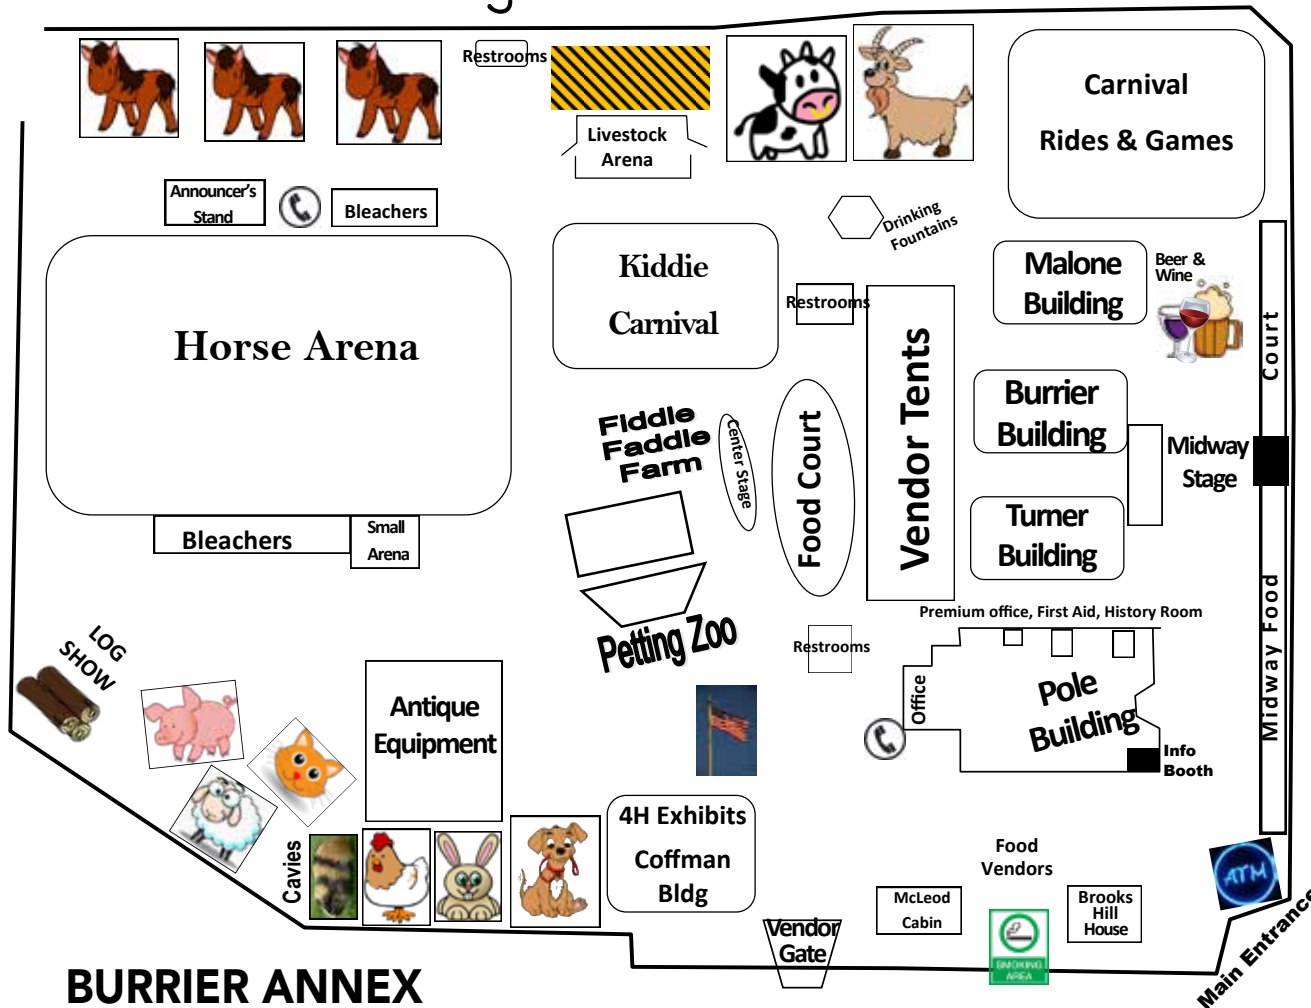 Restrooms
Livestock
Arena
Carnival
Rides & Games
Announcer's
Stand
Bleachers
Drinking
Fountains
Kiddie
Carnival
Malone
Building
Beer &
Wine
Restrooms
Horse Arena
Court
Vendor Tents
Burrier
Building
Fiddle
Faddle
Farm
Center Stage
Food Court
Midway
Stage
Turner
Building
Bleachers
Small
Arena
Premium office, First Aid, History Room
Petting Zoo
Restrooms
LOG
SHOW
Antique
Equipment
Office
Pole
Building
Midway Food
Info
Booth
4H Exhibits
Coffman
Bldg
Cavies
Food
Vendors
ATM
McLeod
Cabin
Brooks
Hill
House
Vendor
Gate
SMOKING
AREA
Main Entrance
BURRIER ANNEX